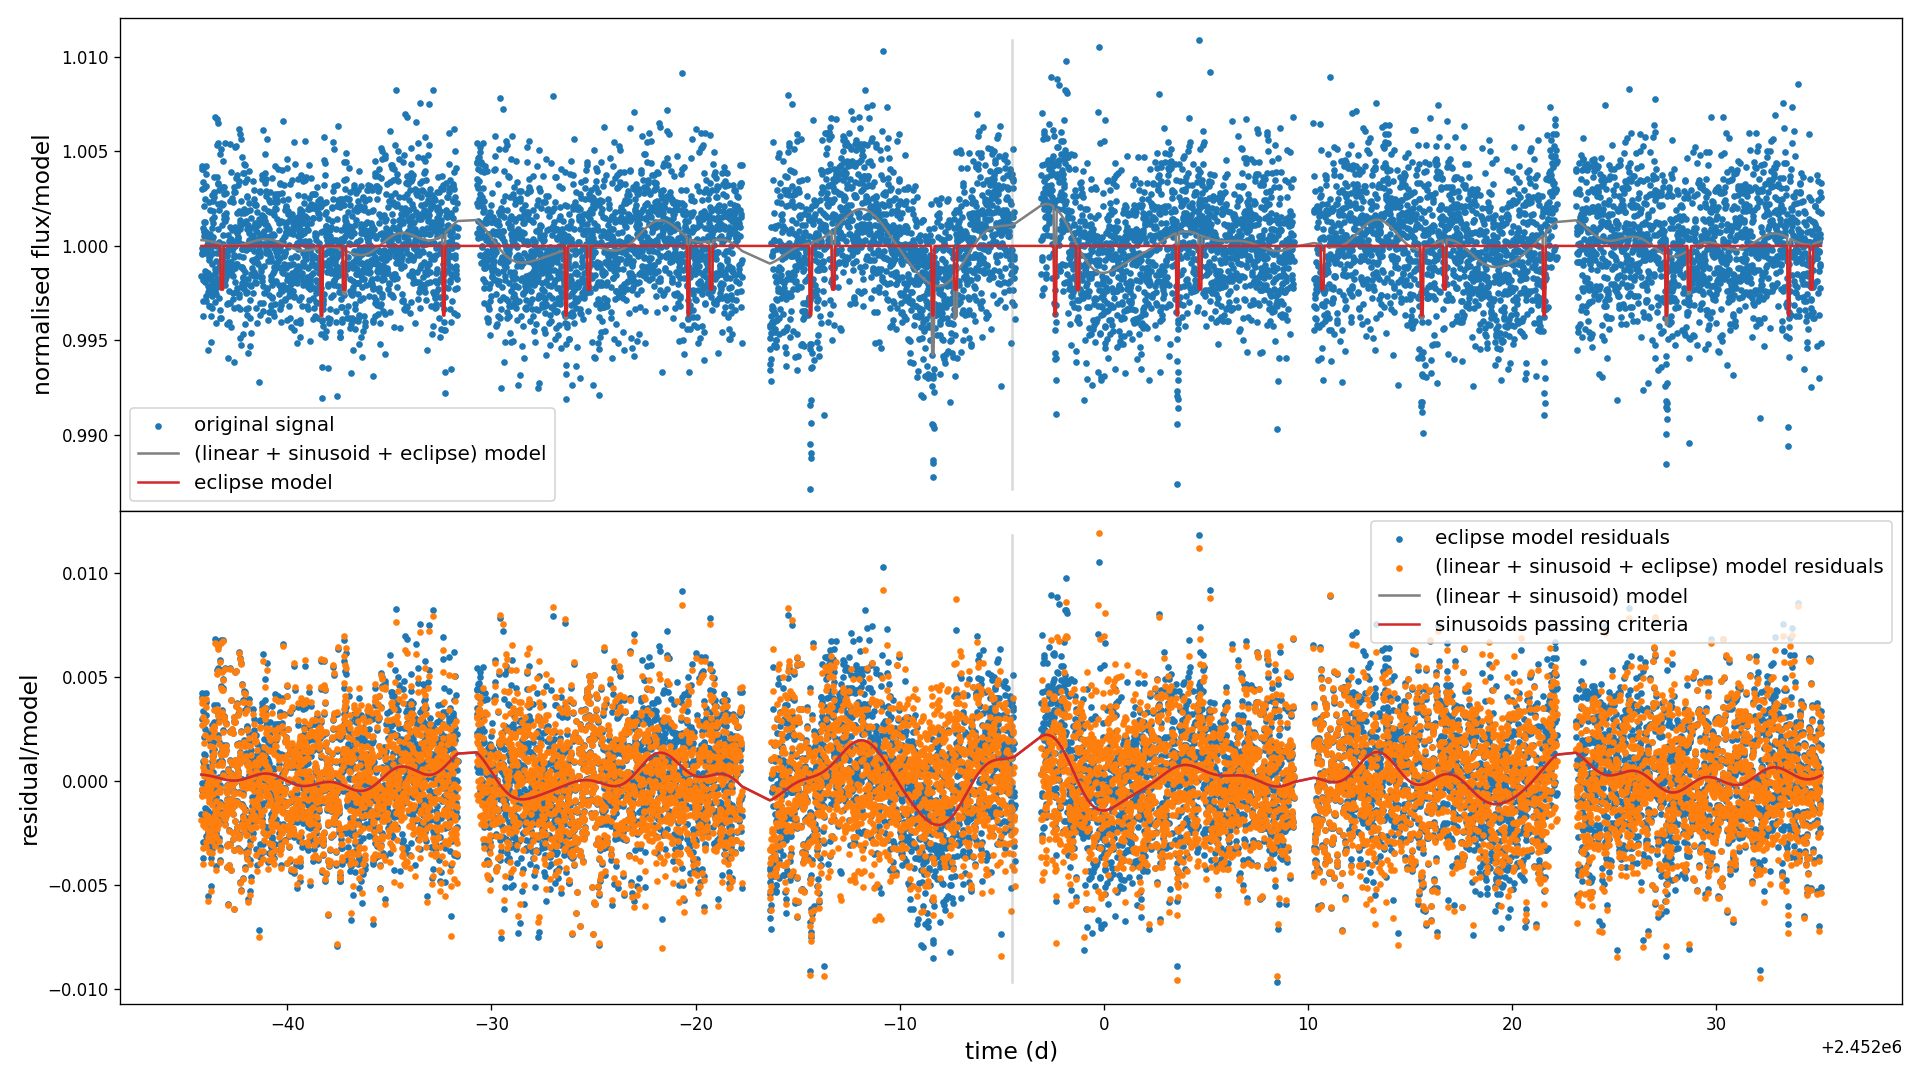 1.010
1.005
1.000
0.995
0.990
normalised flux/model
original signal
(linear + sinusoid + eclipse) model
eclipse model
0.010
0.005
0.000
−0.005
−0.010
residual/model
eclipse model residuals
(linear + sinusoid + eclipse) model residuals
(linear + sinusoid) model
sinusoids passing criteria
−40 −30 −20 −10 0 10 20 30
time (d)
+2.452e6